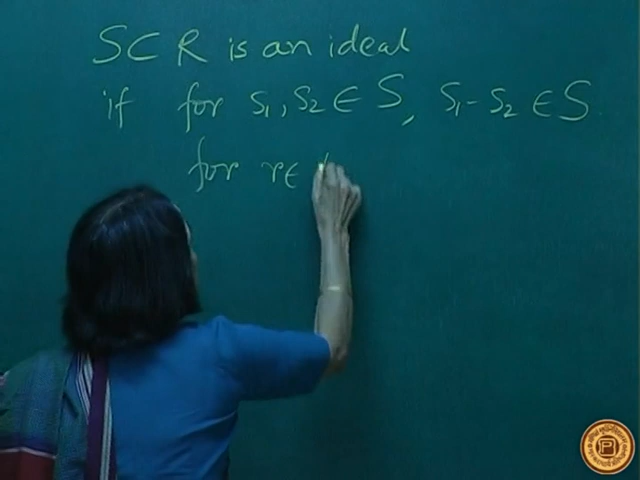 S ⊂ R is an ideal
if for s₁, s₂ ∈ S, s₁ - s₂ ∈ S
for r ∈